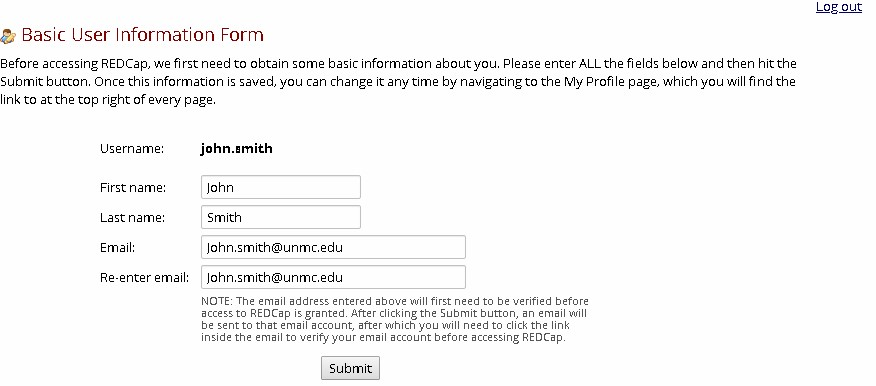 Log out
Basic User Information Form
Before accessing REDCap, we first need to obtain some basic information about you. Please enter ALL the fields below and then hit the
Submit button. Once this information is saved, you can change it any time by navigating to the My Profile page, which you will find the
link to at the top right of every page.
Username: john.smith
First name: John
Last name: Smith
Email: John.smith@unmc.edu
Re-enter email: John.smith@unmc.edu
NOTE: The email address entered above will first need to be verified before
access to REDCap is granted. After clicking the Submit button, an email will
be sent to that email account, after which you will need to click the link
inside the email to verify your email account before accessing REDCap.
Submit